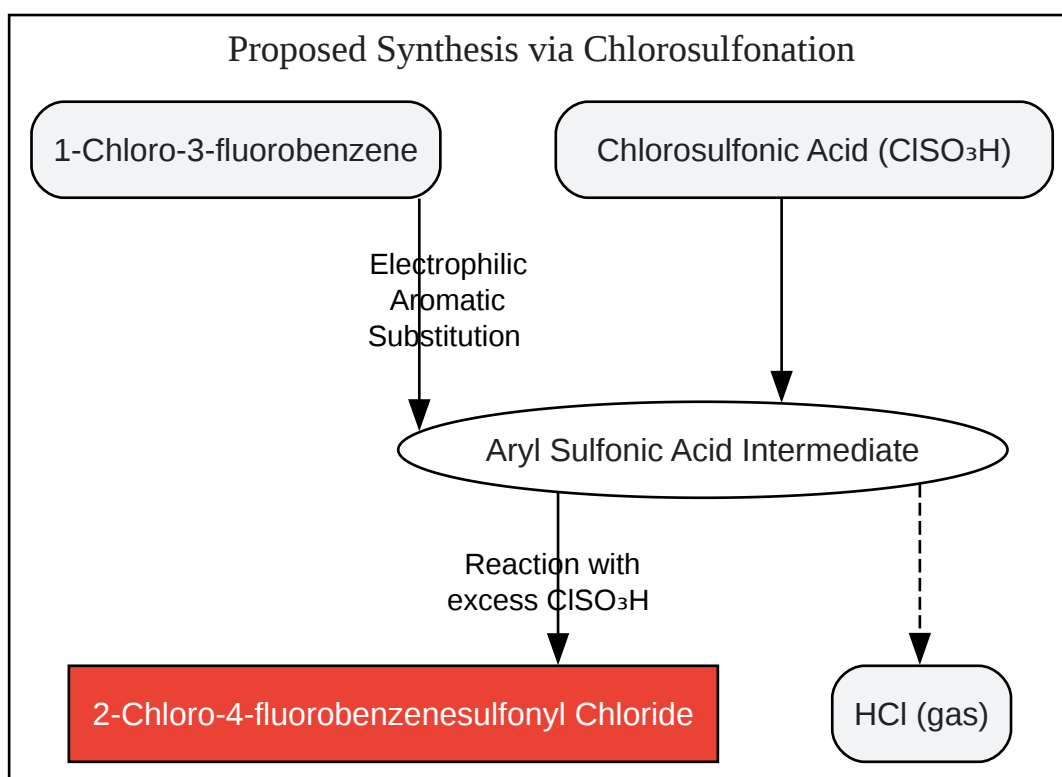 Proposed Synthesis via Chlorosulfonation
1-Chloro-3-fluorobenzene
Chlorosulfonic Acid (ClSO₃H)
Electrophilic
Aromatic
Substitution
Aryl Sulfonic Acid Intermediate
Reaction with
excess ClSO₃H
2-Chloro-4-fluorobenzenesulfonyl Chloride
HCl (gas)